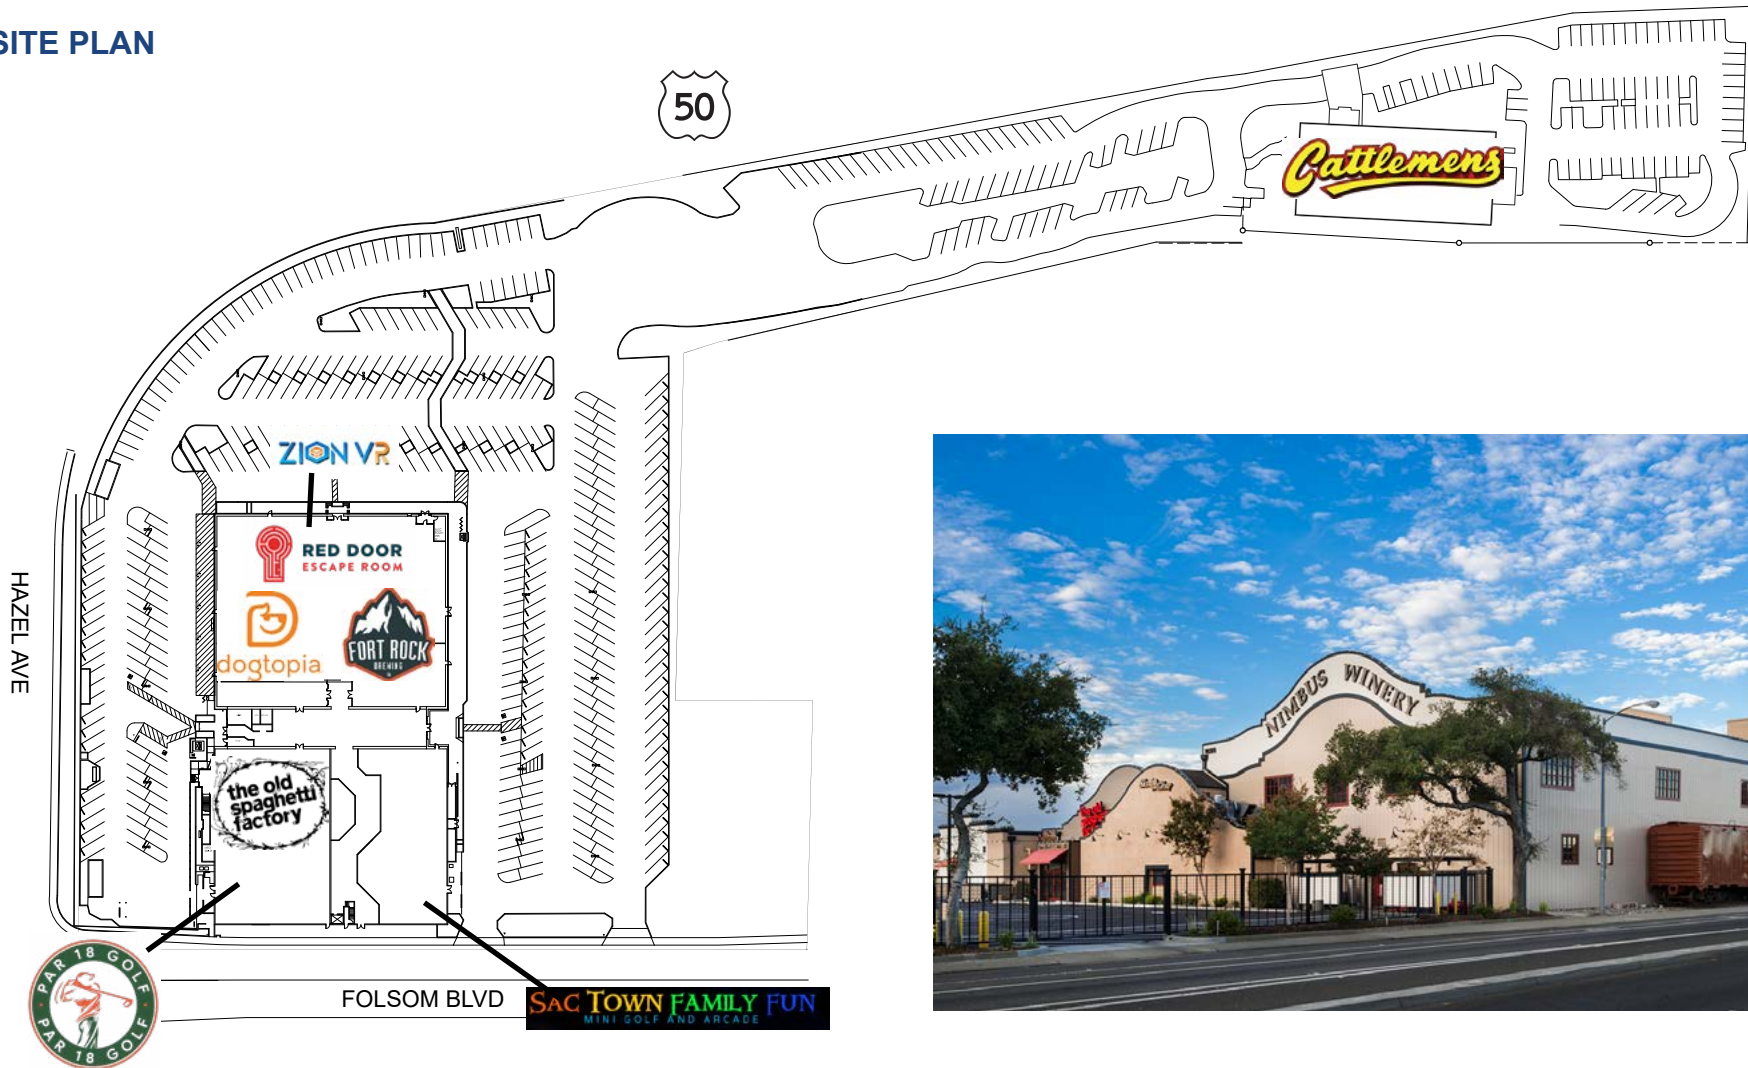 SITE PLAN
50
Cattlemens
ZION VR
RED DOOR
ESCAPE ROOM
dogtopia
FORT ROCK
BREWING
HAZEL AVE
the old
spaghetti
factory
NIMBUS WINERY
PAR 18 GOLF
PAR 18 GOLF
FOLSOM BLVD
SAC TOWN FAMILY FUN
MINI GOLF AND ARCADE